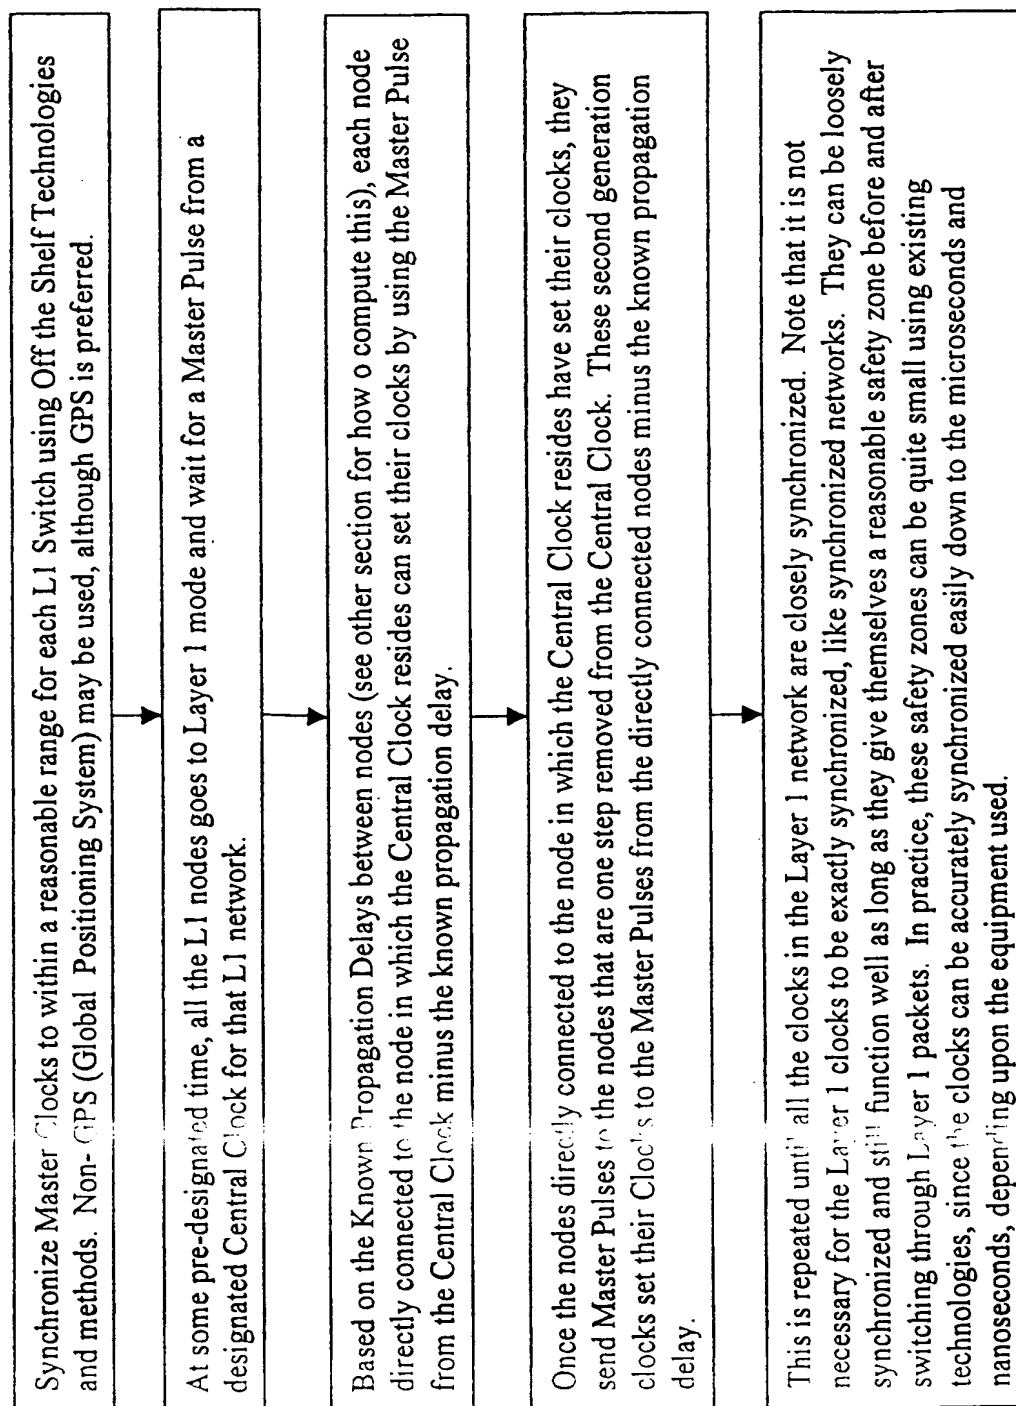 Synchronize Master Clocks to within a reasonable range for each L1 Switch using Off the Shelf Technologies
and methods. Non- GPS (Global Positioning System) may be used, although GPS is preferred.
At some pre-designated time, all the L1 nodes goes to Layer 1 mode and wait for a Master Pulse from a
designated Central Clock for that L1 network.
Based on the Known Propagation Delays between nodes (see other section for how o compute this), each node
directly connected to the node in which the Central Clock resides can set their clocks by using the Master Pulse
from the Central Clock minus the known propagation delay.
Once the nodes directly connected to the node in which the Central Clock resides have set their clocks, they
send Master Pulses to the nodes that are one step removed from the Central Clock. These second generation
clocks set their Clocks to the Master Pulses from the directly connected nodes minus the known propagation
delay.
This is repeated until all the clocks in the Layer 1 network are closely synchronized. Note that it is not
necessary for the Layer 1 clocks to be exactly synchronized, like synchronized networks. They can be loosely
synchronized and still function well as long as they give themselves a reasonable safety zone before and after
switching through Layer 1 packets. In practice, these safety zones can be quite small using existing
technologies, since the clocks can be accurately synchronized easily down to the microseconds and
nanoseconds, depending upon the equipment used.